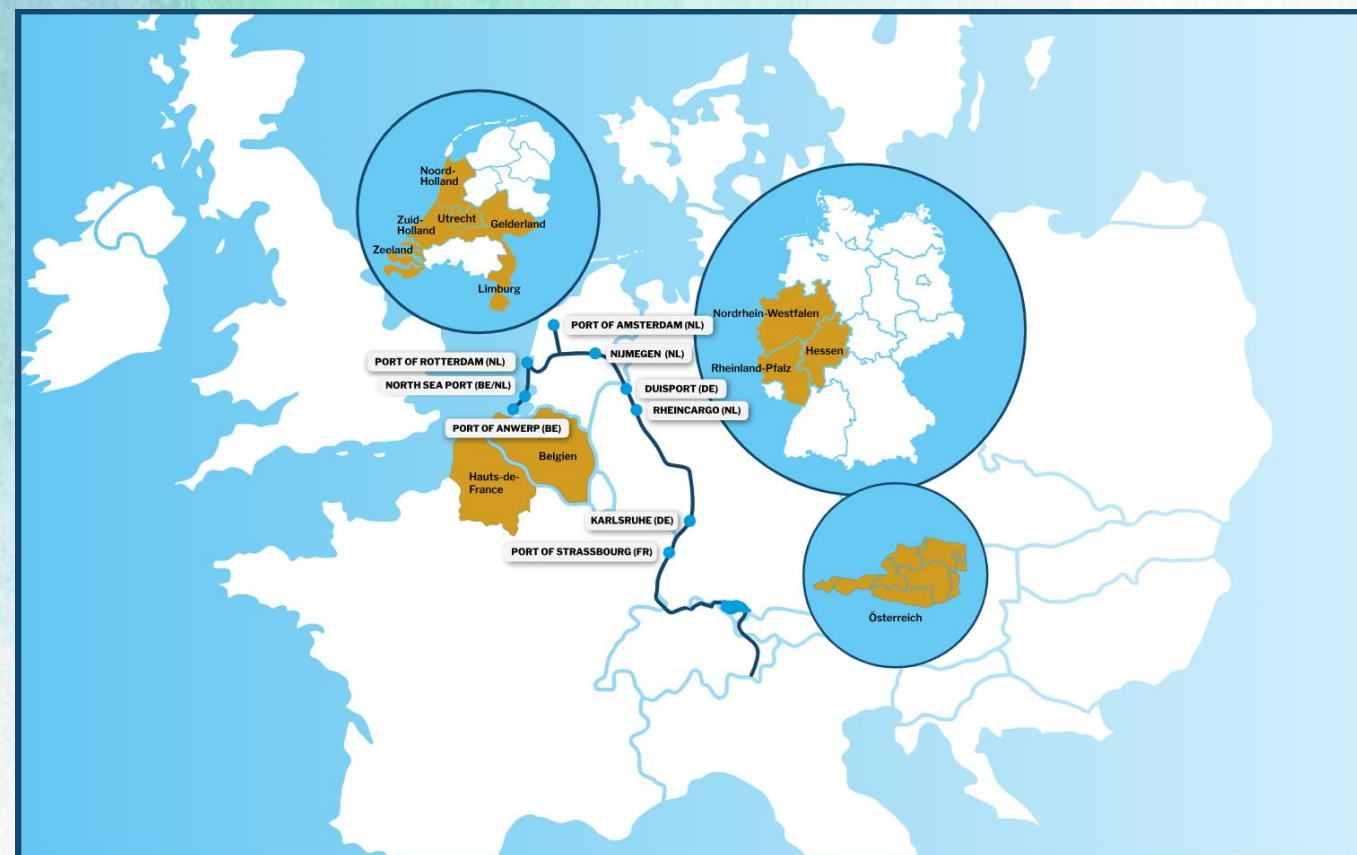 Noord-
Holland
Zuid-
Holland
Utrecht
Gelderland
Zeeland
Limburg
Nordrhein-Westfalen
Hessen
Rheinland-Pfalz
PORT OF AMSTERDAM (NL)
NIJMEGEN (NL)
PORT OF ROTTERDAM (NL)
NORTH SEA PORT (BE/NL)
DUISPORT (DE)
RHEINCARGO (NL)
PORT OF ANWERP (BE)
Belgien
Hauts-de-
France
KARLSRUHE (DE)
PORT OF STRASSBOURG (FR)
Österreich